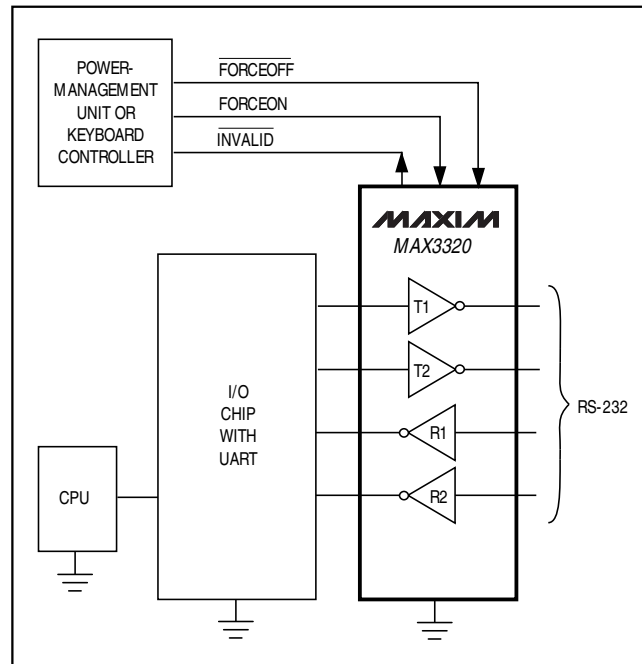 POWER-
MANAGEMENT
UNIT OR
KEYBOARD
CONTROLLER
FORCEOFF
FORCEON
INVALID
MAXIM
MAX3320
T1
T2
R1
R2
I/O
CHIP
WITH
UART
CPU
RS-232